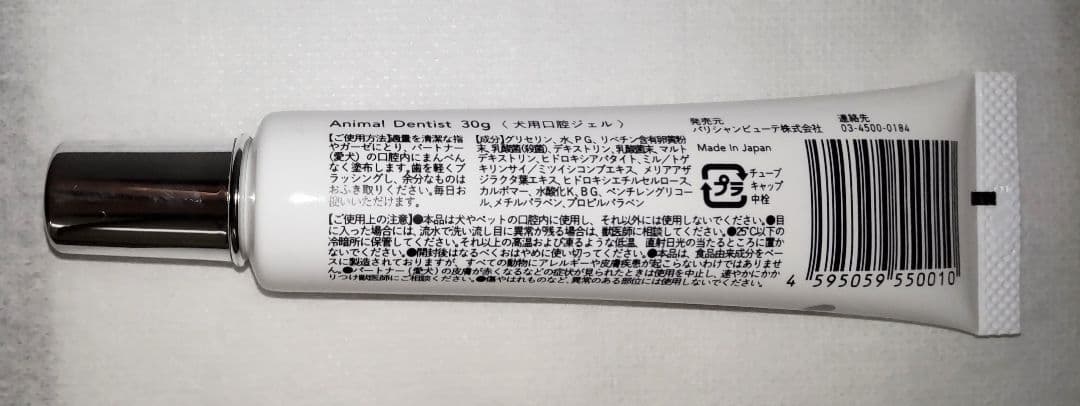 Animal Dentist 30g (犬用口腔ジェル)
【ご使用方法】適量を清潔な指
やガーゼにとり、パートナー
(愛犬)の口腔内にまんべん
なく塗布します。歯を軽くブ
ラッシングし、余分なものは
おふき取りください。毎日お
使いいただけます。
【成分】グリセリン、水、PG、リベチン含有卵黄粉
末、乳酸菌(殺菌)、デキストリン、乳酸菌末、マルト
デキストリン、ヒドロキシアパタイト、ミル/トゲ
キリンサイ/ミツイシコンブエキス、メリアアザ
ジラクタ葉エキス、ヒドロキシエチルセルロース
カルボマー、水酸化K、BG、ペンチレングリコー
ル、メチルパラベン、プロピルパラベン
【ご使用上の注意】●本品は犬やペットの口腔内に使用し、それ以外には使用しないでください。●目
に入った場合には、流水で洗い流し目に異常が残る場合は、獣医師に相談してください。●25℃以下の
冷暗所に保管してください。それ以上の高温および凍るような低温、直射日光の当たるところに置か
ないでください。●開封後はなるべくおはやめに使い切ってください。●本品は、食品由来成分をベー
スに製造されておりますが、すべての動物にアレルギーや皮膚疾患が起こらないわけではありませ
ん。●パートナー(愛犬)の皮膚が赤くなるなどの症状が見られたときは使用を中止し、速やかにかか
りつけ獣医師にご相談ください。●傷やはれものなど、異常のある部位には使用しないでください。
発売元
パリシャンビューテ株式会社
連絡先
03-4500-0184
Made in Japan
プラ
チューブ
キャップ
中栓
4 595059 550010